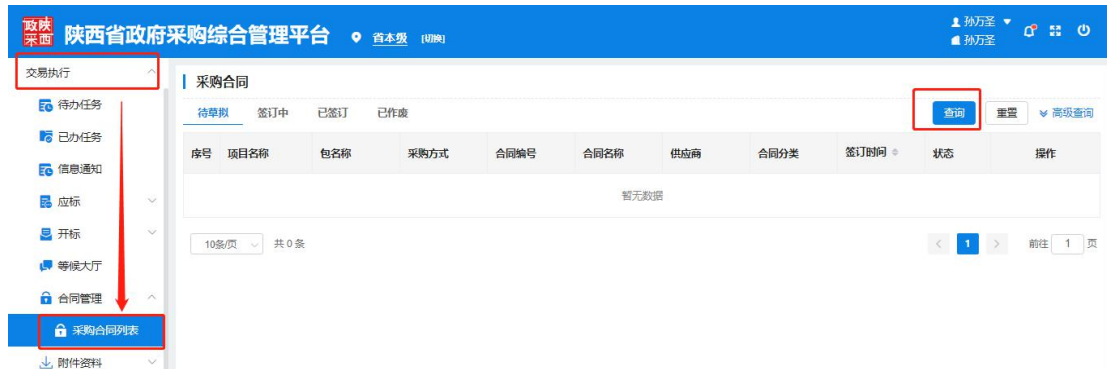 政陕
采西
陕西省政府采购综合管理平台 省本级 [切换]
孙万圣
孙万圣
交易执行
待办任务
已办任务
信息通知
应标
开标
等候大厅
合同管理
采购合同列表
附件资料
采购合同
待草拟 签订中 已签订 已作废
查询 重置 高级查询
序号 项目名称 包名称 采购方式 合同编号 合同名称 供应商 合同分类 签订时间 状态 操作
暂无数据
10条/页 共 0 条
1 前往 1 页